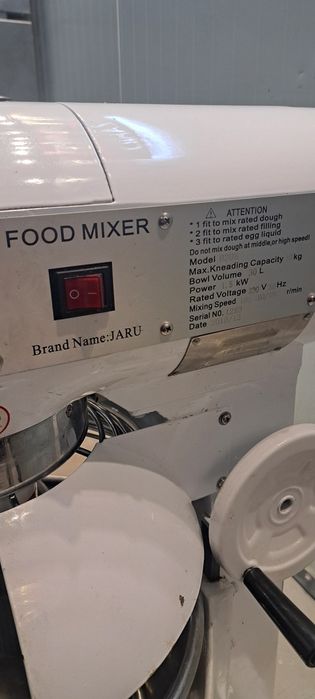 FOOD MIXER
Brand Name:JARU
⚠ ATTENTION
* 1 fit to mix rated dough
* 2 fit to mix rated filling
* 3 fit to rated egg liquid
Do not mix dough at middle,or high speed!
Model
Max.Kneading Capacity kg
Bowl Volume L
Power kW
Rated Voltage V Hz
Mixing Speed r/min
Serial NO.
Date